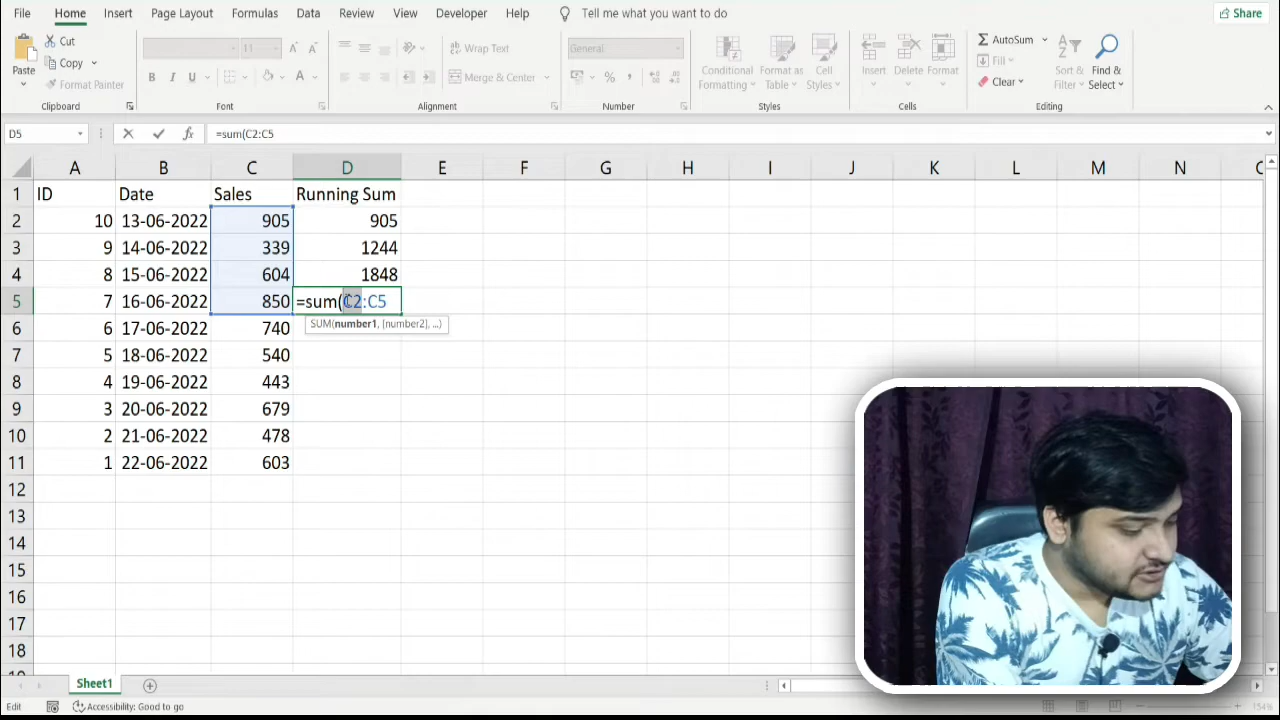 File Home Insert Page Layout Formulas Data Review View Developer Help Tell me what you want to do Share
Cut
Copy
Format Painter
Paste
Clipboard
11
B I U
Font
Wrap Text
Merge & Center
Alignment
General
%
Number
Conditional Formatting
Format as Table
Cell Styles
Styles
Insert Delete Format
Cells
AutoSum
Fill
Clear
Sort & Filter
Find & Select
Editing
D5 fx =sum(C2:C5
A B C D E F G H I J K L M N
1 ID Date Sales Running Sum
2 10 13-06-2022 905 905
3 9 14-06-2022 339 1244
4 8 15-06-2022 604 1848
5 7 16-06-2022 850 =sum(C2:C5
SUM(number1, [number2], ...)
6 6 17-06-2022 740
7 5 18-06-2022 540
8 4 19-06-2022 443
9 3 20-06-2022 679
10 2 21-06-2022 478
11 1 22-06-2022 603
12
13
14
15
16
17
18
Sheet1
Edit Accessibility: Good to go 154%